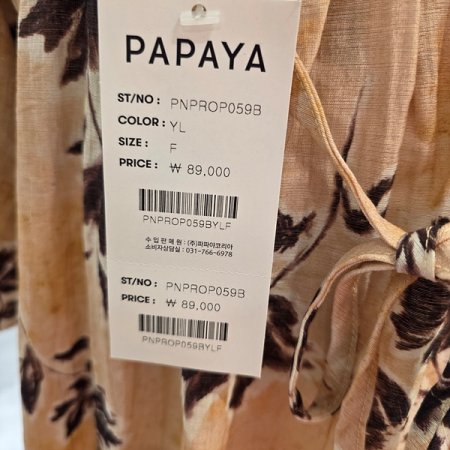 PAPAYA
ST/NO : PNPROP059B
COLOR : YL
SIZE : F
PRICE : ₩ 89,000
PNPROP059BYLF
수 입 판 매 원 : (주)파파야코리아
소비자상담실 : 031-766-6978
ST/NO : PNPROP059B
PRICE : ₩ 89,000
PNPROP059BYLF